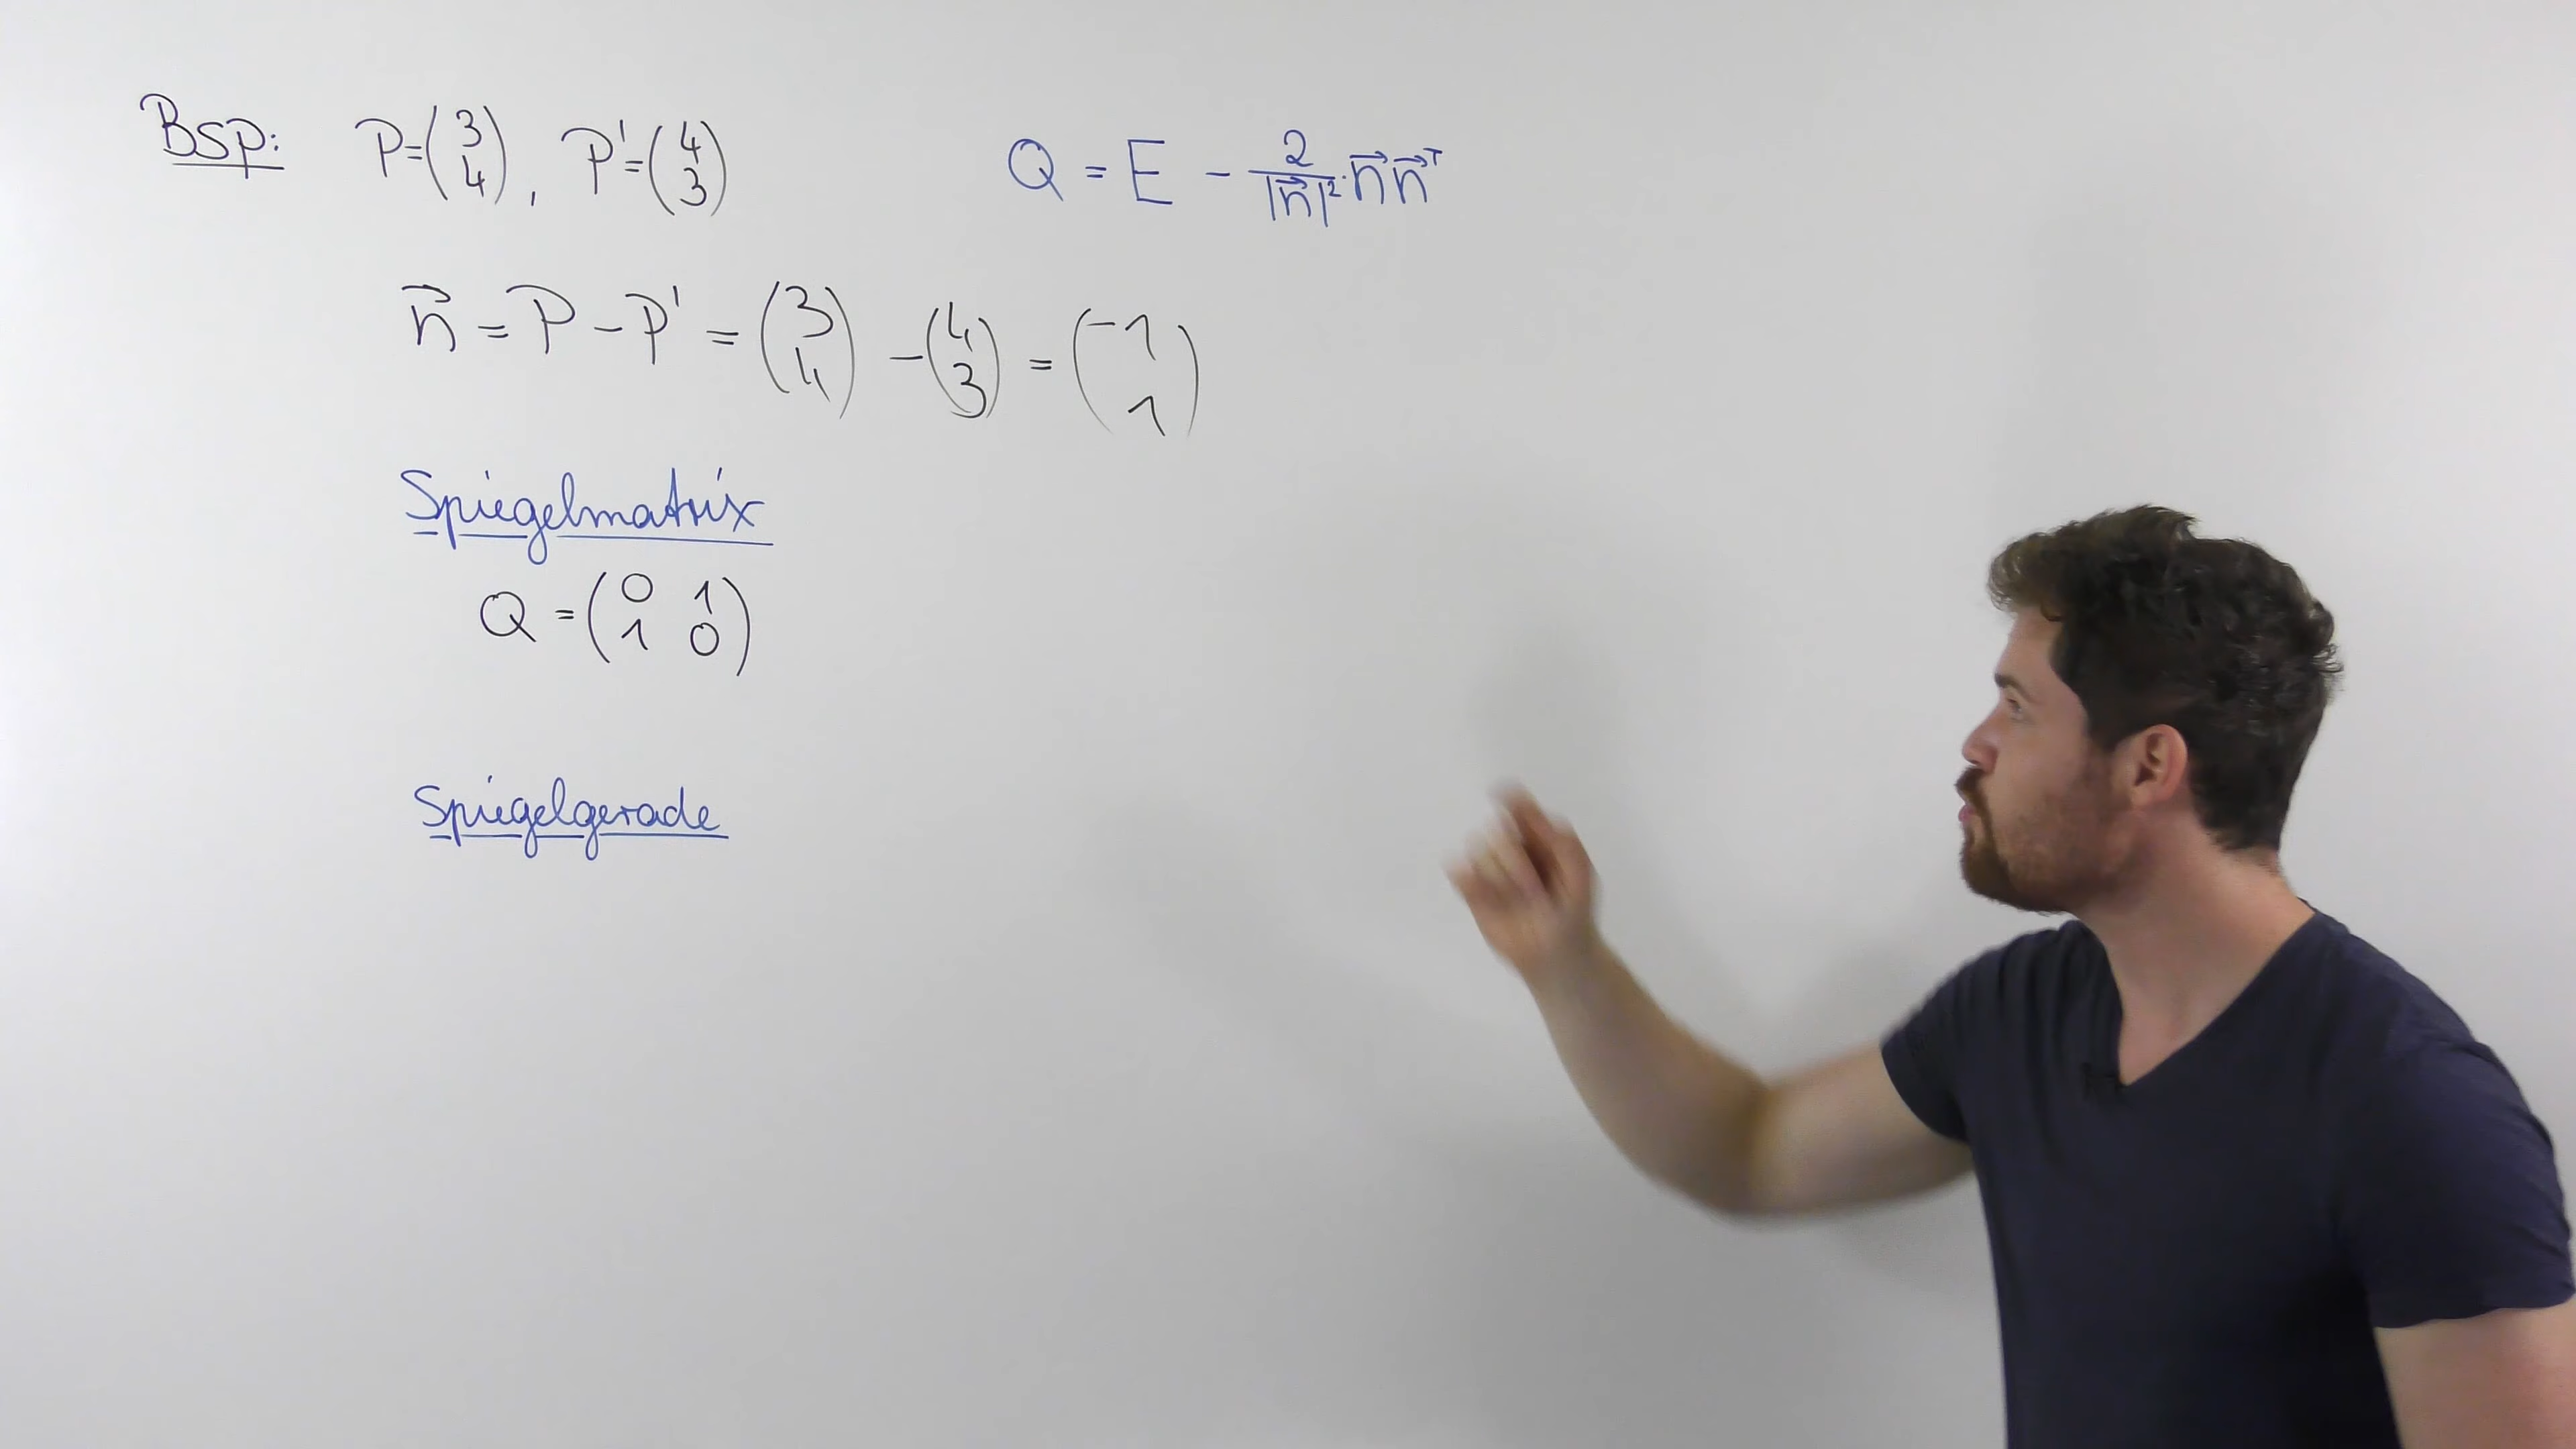 Bsp: P=(3 4), P'=(4 3)
Q = E - 2/|n⃗|² · n⃗n⃗ᵀ
n⃗ = P - P' = (3 4) - (4 3) = (-1 1)
Spiegelmatrix
Q = (0 1
1 0)
Spiegelgerade